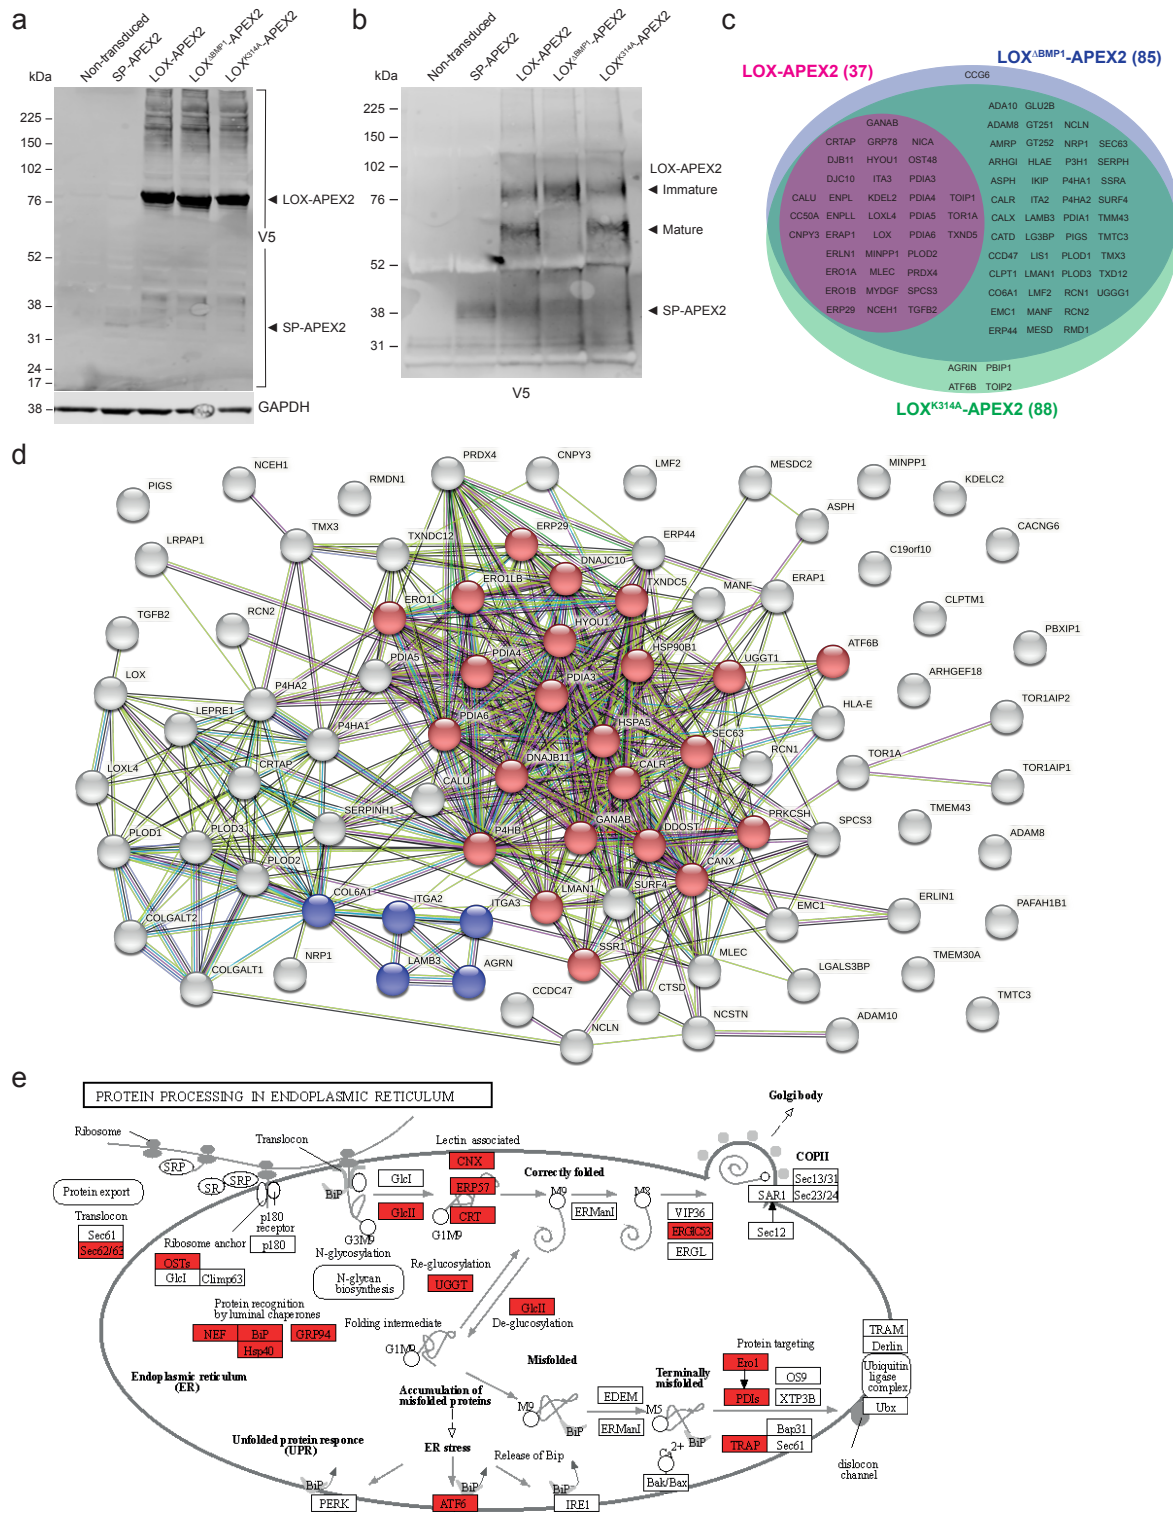 a
Non-transduced
SP-APEX2
LOX-APEX2
LOXΔBMP1-APEX2
LOXK314A-APEX2
kDa
225
150
102
76
52
38
31
24
17
38
LOX-APEX2
V5
SP-APEX2
GAPDH
b
Non-transduced
SP-APEX2
LOX-APEX2
LOXΔBMP1-APEX2
LOXK314A-APEX2
kDa
225
150
102
76
52
38
31
LOX-APEX2
Immature
Mature
SP-APEX2
V5
c
LOX-APEX2 (37)
LOXΔBMP1-APEX2 (85)
CCG6
GANAB
CRTAP GRP78 NICA
DJB11 HYOU1 OST48
DJC10 ITA3 PDIA3
CALU ENPL KDEL2 PDIA4 TOIP1
CC50A ENPLL LOXL4 PDIA5 TOR1A
CNPY3 ERAP1 LOX PDIA6 TXND5
ERLN1 MINPP1 PLOD2
ERO1A MLEC PRDX4
ERO1B MYDGF SPCS3
ERP29 NCEH1 TGFB2
ADA10 GLU2B
ADAM8 GT251 NCLN
AMRP GT252 NRP1 SEC63
ARHGI HLAE P3H1 SERPH
ASPH IKIP P4HA1 SSRA
CALR ITA2 P4HA2 SURF4
CALX LAMB3 PDIA1 TMM43
CATD LG3BP PIGS TMTC3
CCD47 LIS1 PLOD1 TMX3
CLPT1 LMAN1 PLOD3 TXD12
CO6A1 LMF2 RCN1 UGGG1
EMC1 MANF RCN2
ERP44 MESD RMD1
AGRIN PBIP1
ATF6B TOIP2
LOXK314A-APEX2 (88)
d
PIGS
NCEH1
RMDN1
PRDX4
CNPY3
LMF2
MESDC2
MINPP1
KDELC2
LRPAP1
TMX3
TXNDC12
ERP29
ERP44
ASPH
CACNG6
DNAJC10
C19orf10
ERO1LB
TXNDC5
MANF
ERAP1
TGFB2
RCN2
ERO1L
HYOU1
CLPTM1
PBXIP1
PDIA5
PDIA4
HSP90B1
UGGT1
ATF6B
LOX
P4HA2
PDIA3
ARHGEF18
LEPRE1
P4HA1
PDIA6
HSPA5
SEC63
HLA-E
TOR1AIP2
LOXL4
CRTAP
CALU
DNAJB11
CALR
RCN1
TOR1A
TOR1AIP1
SERPINH1
PLOD1
PLOD3
P4HB
GANAB
DDOST
PRKCSH
SPCS3
TMEM43
ADAM8
PLOD2
CANX
COL6A1
ITGA2
ITGA3
LMAN1
SURF4
EMC1
ERLIN1
PAFAH1B1
COLGALT2
LAMB3
AGRN
SSR1
MLEC
LGALS3BP
TMEM30A
COLGALT1
NRP1
CCDC47
CTSD
NCLN
NCSTN
ADAM10
TMTC3
e
PROTEIN PROCESSING IN ENDOPLASMIC RETICULUM
Golgi body
Ribosome
Translocon
Lectin associated
SRP
SR
SRP
CNX
Correctly folded
COPII
Protein export
BiP
GlcI
ERP57
M9
M8
SAR1
Sec13/31
Sec23/24
Translocon
Sec61
Sec62/63
p180
receptor
p180
GlcII
CRT
ERManI
VIP36
ERGIC53
ERGL
Sec12
Ribosome anchor
OSTs
GlcI
Climp63
G3M9
N-glycosylation
G1M9
N-glycan
biosynthesis
Re-glucosylation
UGGT
Protein recognition
by luminal chaperones
NEF
BiP
Hsp40
GRP94
Folding intermediate
GlcII
De-glucosylation
G1M9
Endoplasmic reticulum
(ER)
Misfolded
Accumulation of
misfolded proteins
Terminally
misfolded
Protein targeting
Ero1
PDIs
OS9
XTP3B
TRAM
Derlin
Ubiquitin
ligase
complex
Ubx
M9
BiP
EDEM
ERManI
M5
BiP
Bap31
TRAP
Sec61
dislocon
channel
Unfolded protein responce
(UPR)
ER stress
Release of Bip
Ca2+
Bak/Bax
BiP
PERK
BiP
ATF6
BiP
IRE1